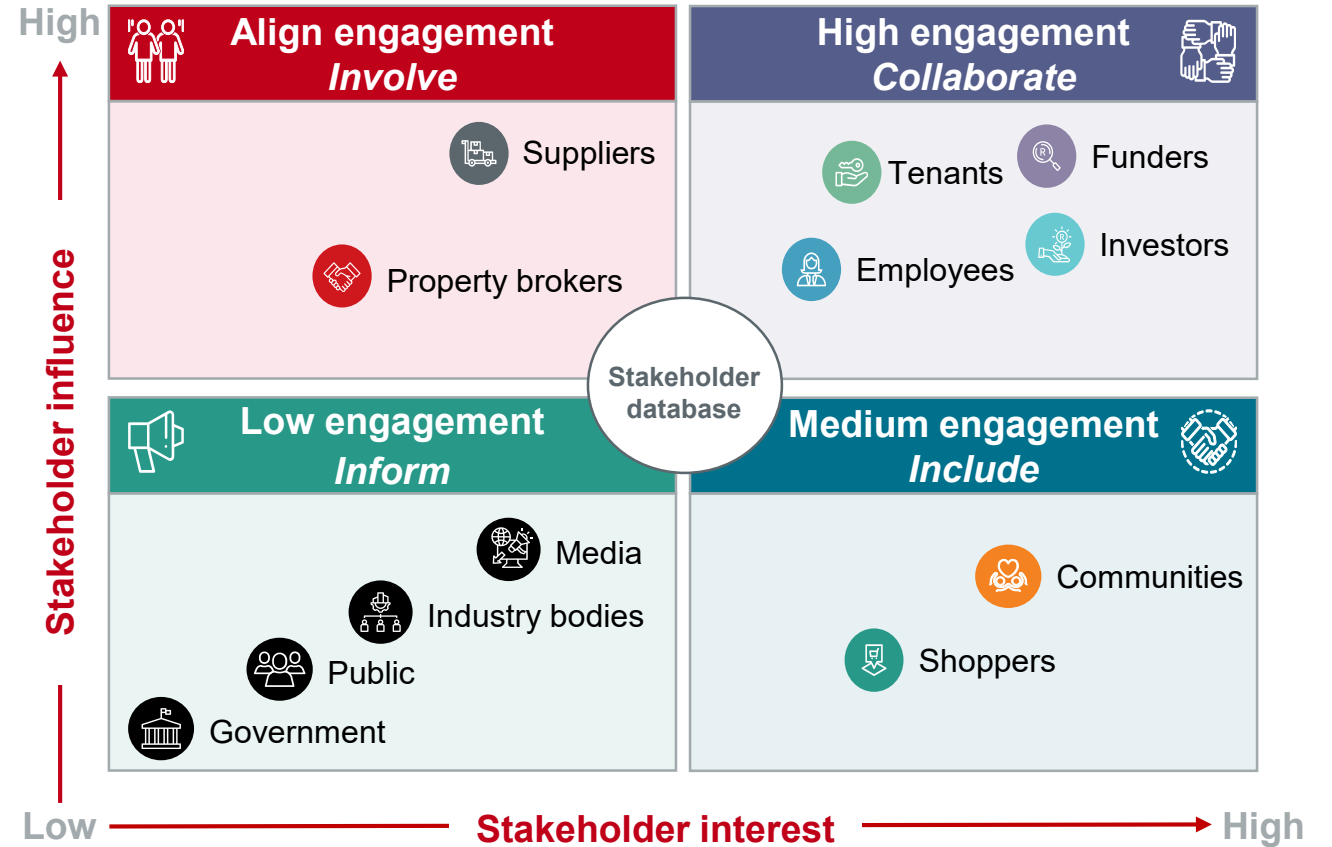 High
Align engagement
Involve
High engagement
Collaborate
Suppliers
Property brokers
Tenants
Funders
Employees
Investors
Stakeholder influence
Stakeholder
database
Low engagement
Inform
Medium engagement
Include
Media
Industry bodies
Public
Government
Communities
Shoppers
Low
Stakeholder interest
High